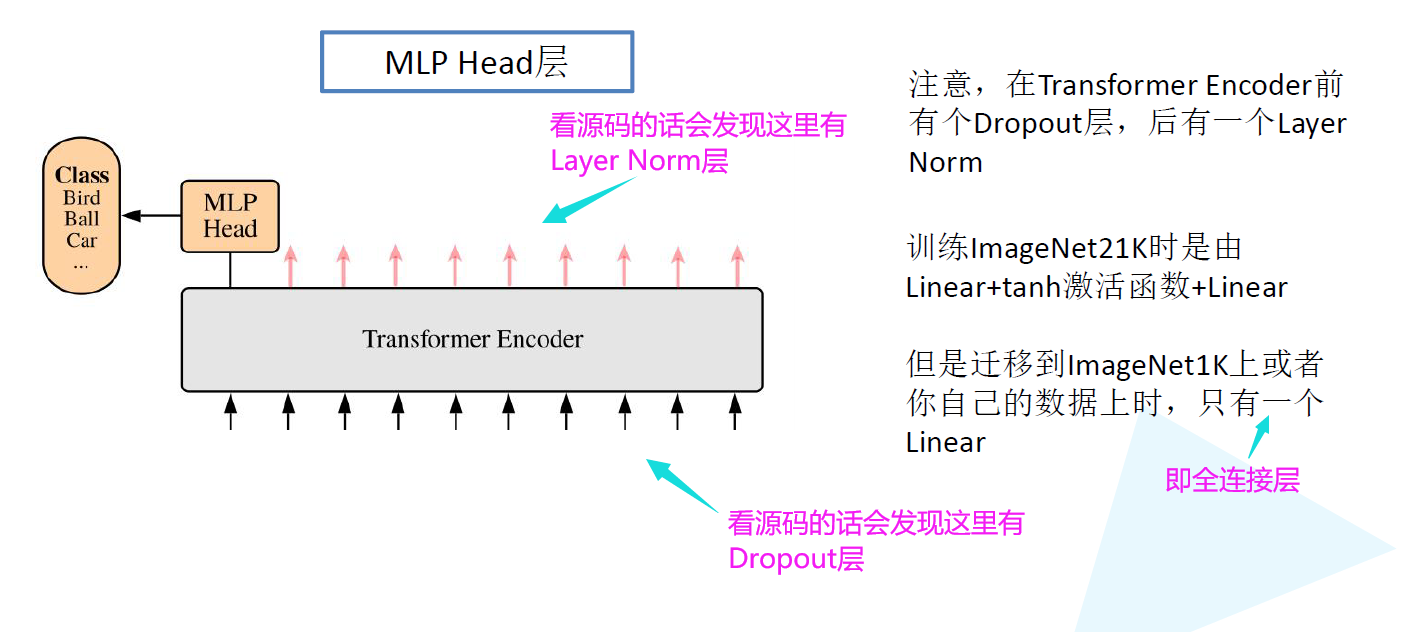 MLP Head层
看源码的话会发现这里有
Layer Norm层
Class
Bird
Ball
Car
...
MLP
Head
Transformer Encoder
看源码的话会发现这里有
Dropout层
注意，在Transformer Encoder前
有个Dropout层，后有一个Layer
Norm
训练ImageNet21K时是由
Linear+tanh激活函数+Linear
但是迁移到ImageNet1K上或者
你自己的数据上时，只有一个
Linear
即全连接层